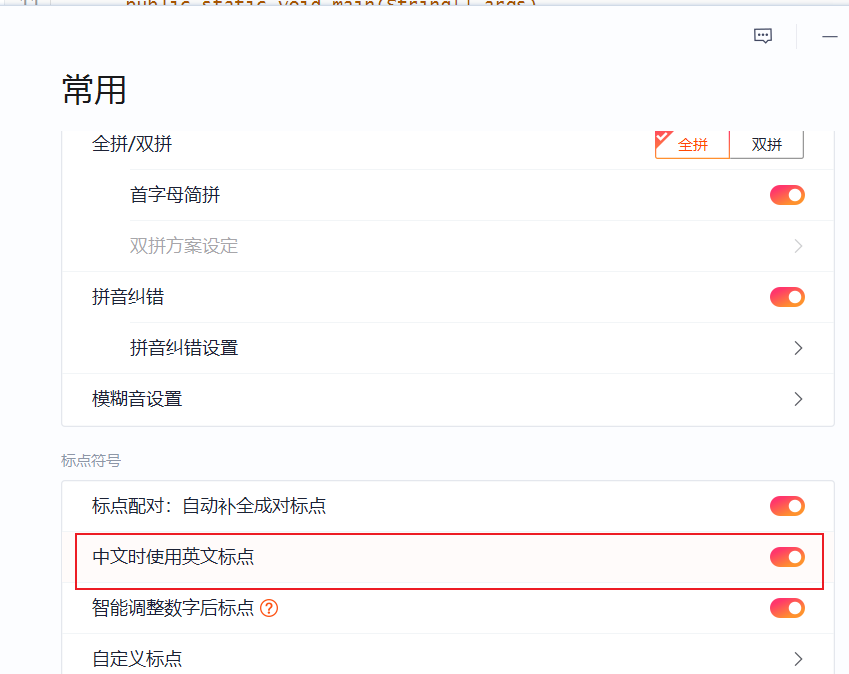 public static void main(String[] args)
常用
全拼/双拼
全拼
双拼
首字母简拼
双拼方案设定
拼音纠错
拼音纠错设置
模糊音设置
标点符号
标点配对：自动补全成对标点
中文时使用英文标点
智能调整数字后标点 ?
自定义标点